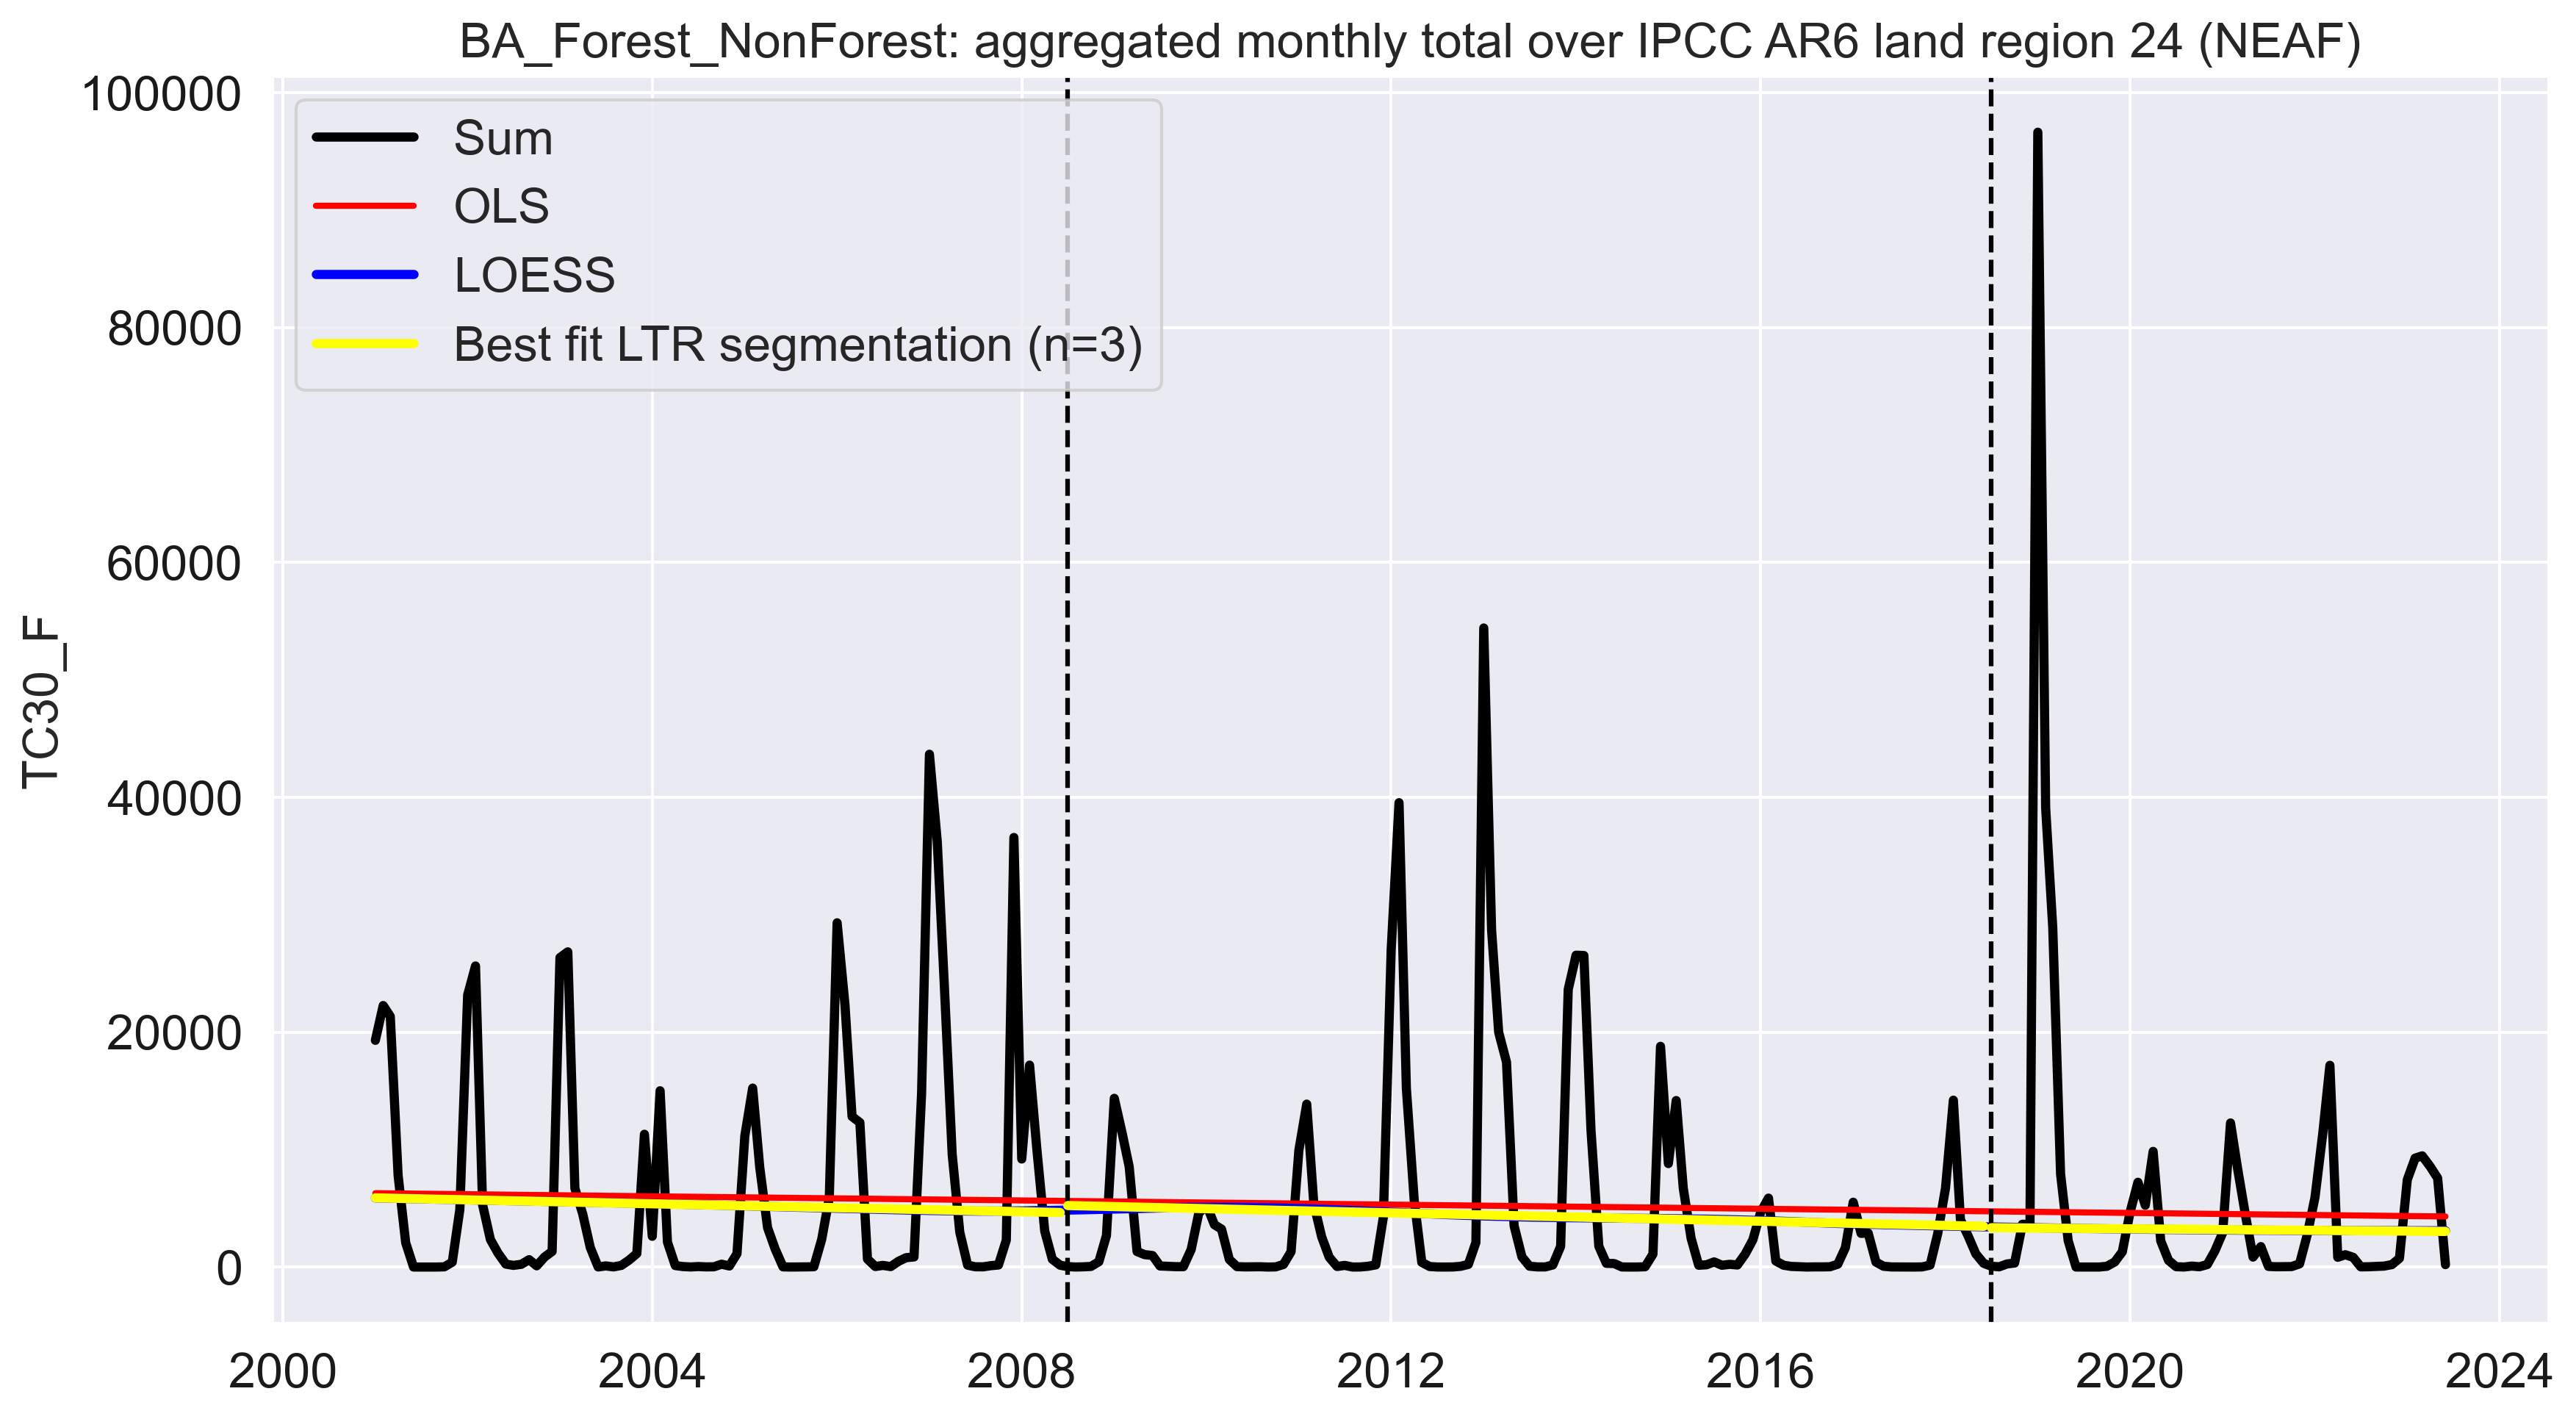 BA_Forest_NonForest: aggregated monthly total over IPCC AR6 land region 24 (NEAF)
100000
80000
60000
40000
20000
0
TC30_F
Sum
OLS
LOESS
Best fit LTR segmentation (n=3)
2000 2004 2008 2012 2016 2020 2024